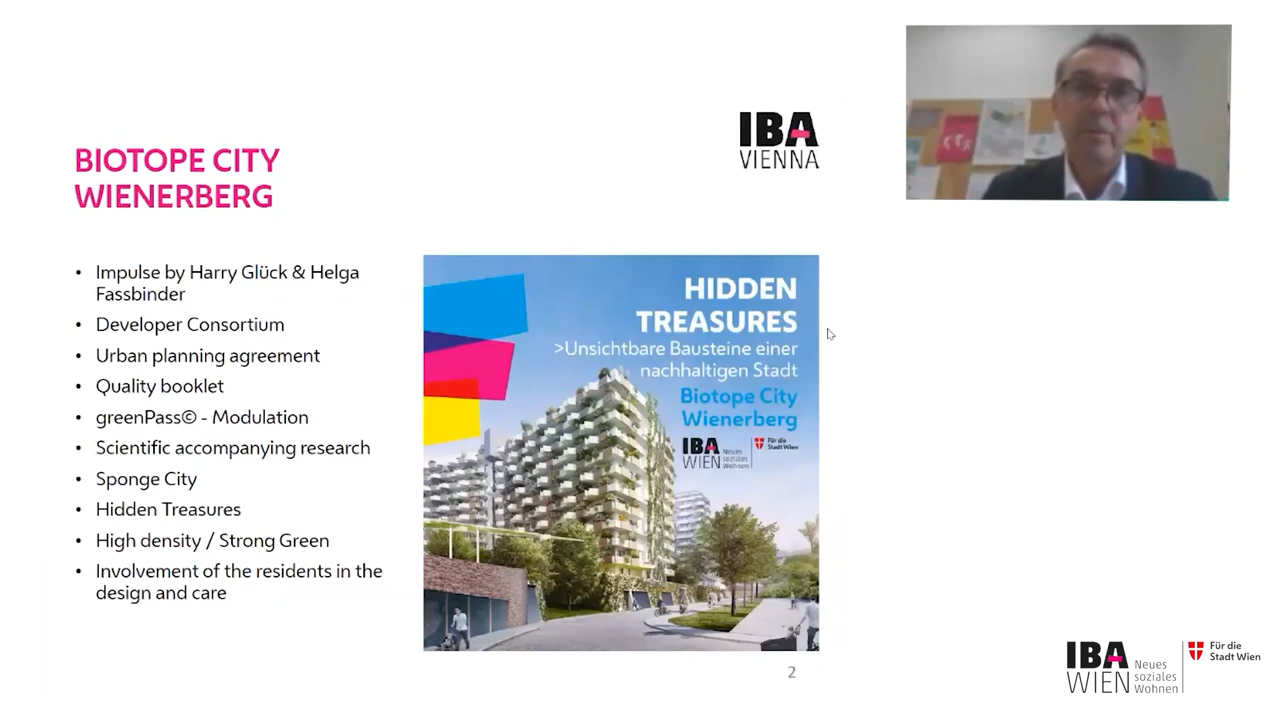 BIOTOPE CITY
WIENERBERG
IBA
VIENNA
• Impulse by Harry Glück & Helga
Fassbinder
• Developer Consortium
• Urban planning agreement
• Quality booklet
• greenPass© - Modulation
• Scientific accompanying research
• Sponge City
• Hidden Treasures
• High density / Strong Green
• Involvement of the residents in the
design and care
HIDDEN
TREASURES
>Unsichtbare Bausteine einer
nachhaltigen Stadt
Biotope City
Wienerberg
IBA
WIEN
Neues
soziales
Wohnen
Für die
Stadt Wien
2
IBA
WIEN
Neues
soziales
Wohnen
Für die
Stadt Wien